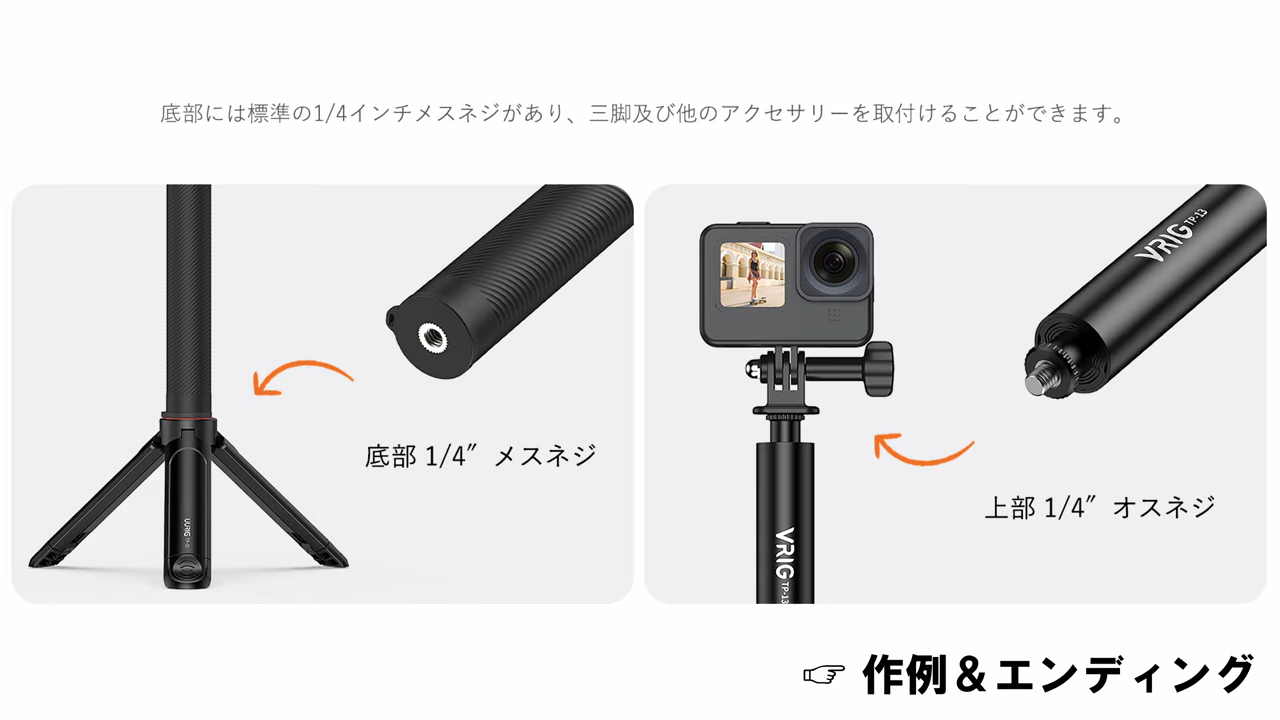 底部には標準の1/4インチメスネジがあり、三脚及び他のアクセサリーを取付けることができます。
底部 1/4″ メスネジ
UURIG
VRIG TP-13
VRIG TP-13
上部 1/4″ オスネジ
☞ 作例&エンディング